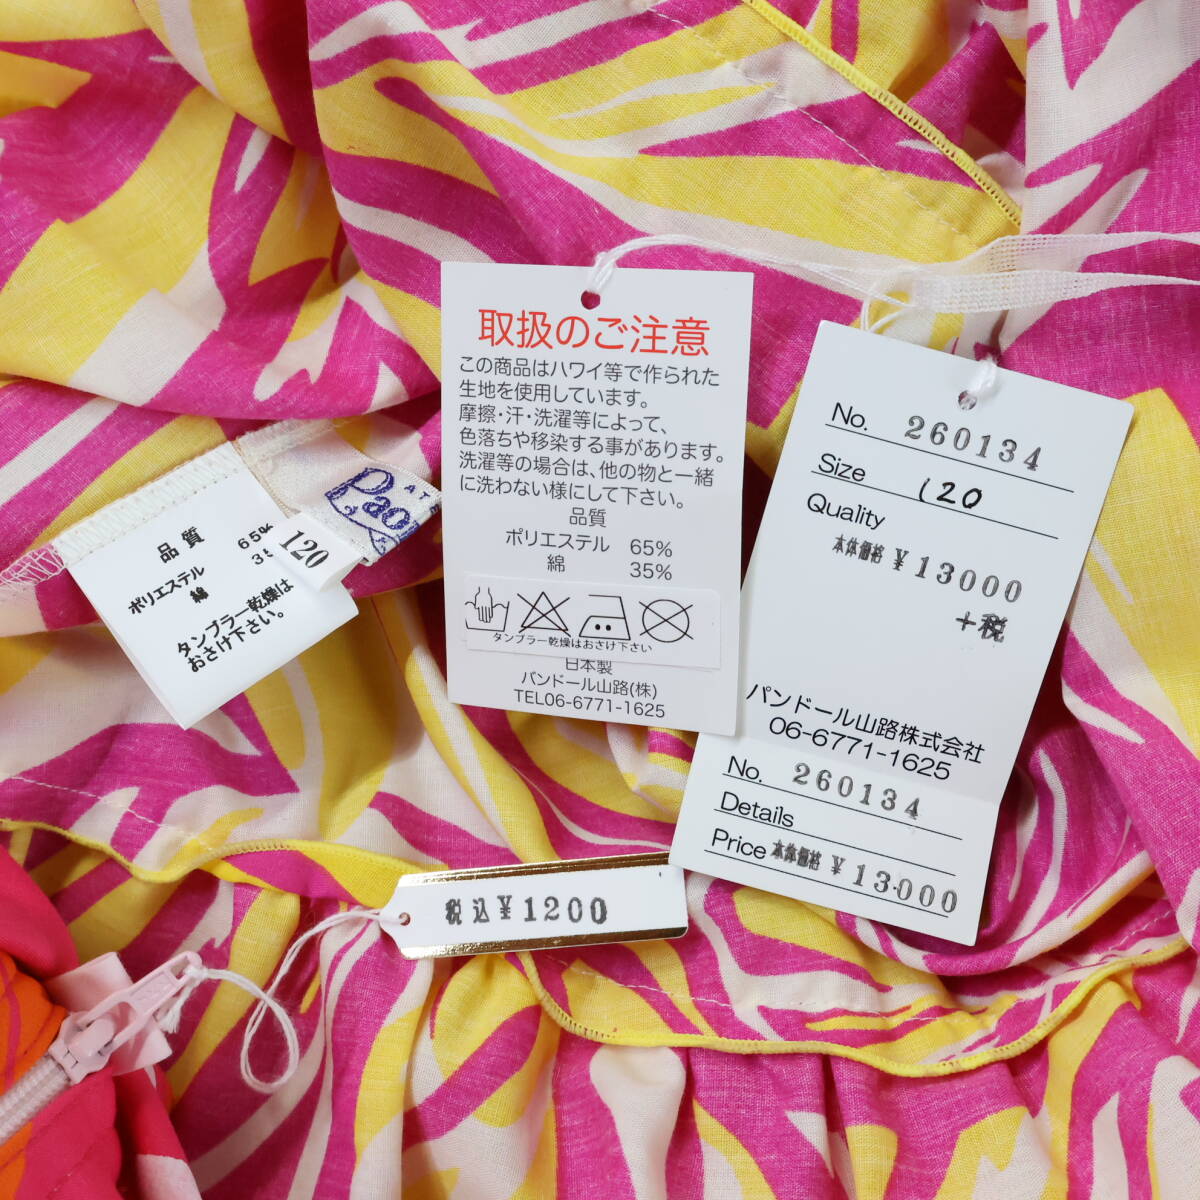 取扱のご注意
この商品はハワイ等で作られた
生地を使用しています。
摩擦・汗・洗濯等によって、
色落ちや移染する事があります。
洗濯等の場合は、他の物と一緒
に洗わない様にして下さい。
品質
ポリエステル 65%
綿 35%
タンブラー乾燥はおさけ下さい
日本製
パンドール山路(株)
TEL06-6771-1625
No. 260134
Size 120
Quality
本体価格 ¥13000
+税
パンドール山路株式会社
06-6771-1625
No. 260134
Details
Price 本体価格 ¥13.000
品質
ポリエステル 65%
綿
タンブラー乾燥は
おさけ下さい。
120
税込¥1200